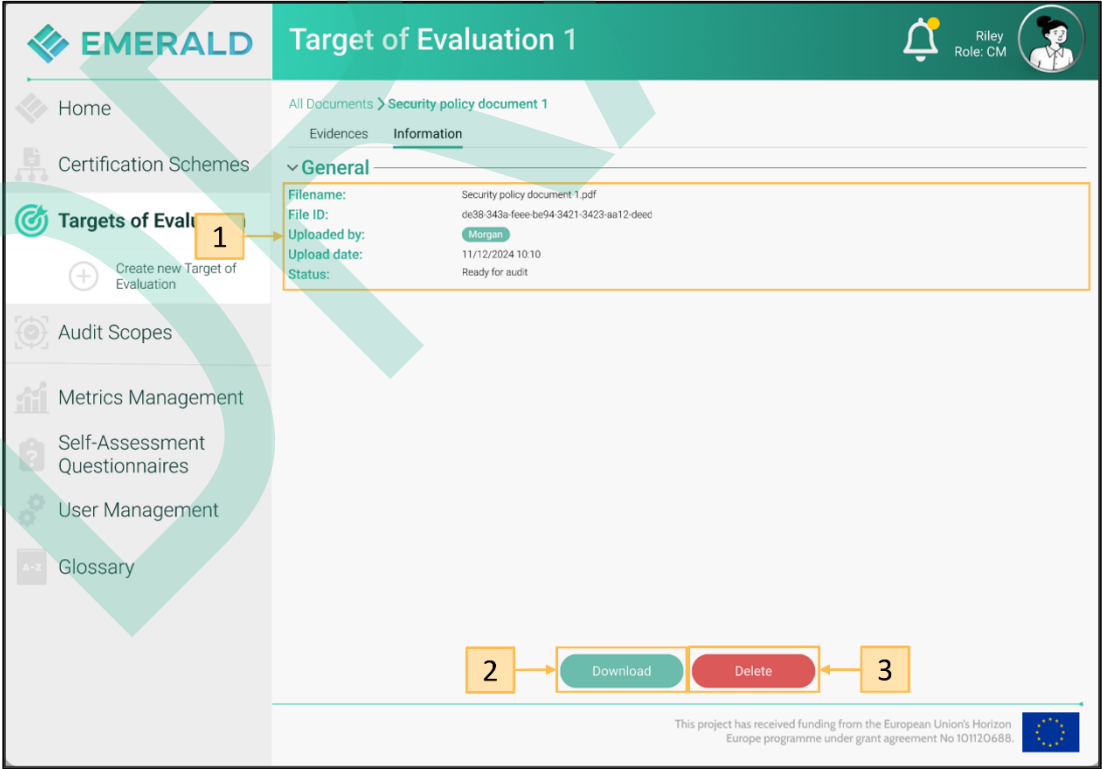 EMERALD
Target of Evaluation 1
Riley
Role: CM
Home
Certification Schemes
Targets of Eval
Create new Target of
Evaluation
Audit Scopes
Metrics Management
Self-Assessment
Questionnaires
User Management
A-Z
Glossary
All Documents > Security policy document 1
Evidences Information
General
Filename: Security policy document 1.pdf
File ID: de38-343a-feee-be94-3421-3423-aa12-deed
Uploaded by: Morgan
Upload date: 11/12/2024 10:10
Status: Ready for audit
1
2
Download
Delete
3
This project has received funding from the European Union's Horizon
Europe programme under grant agreement No 101120688.